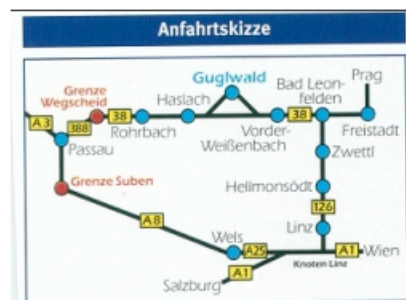 Anfahrtskizze
Guglwald
Grenze
Wegscheid
Bad Leon-
felden
Prag
Haslach
A3
388
38
Rohrbach
Vorder-
Weißenbach
38
Freistadt
Passau
Zwettl
Grenze Suben
Hellmonsödt
126
A8
Linz
Wels
A25
A1
Wien
Knoten Linz
A1
Salzburg